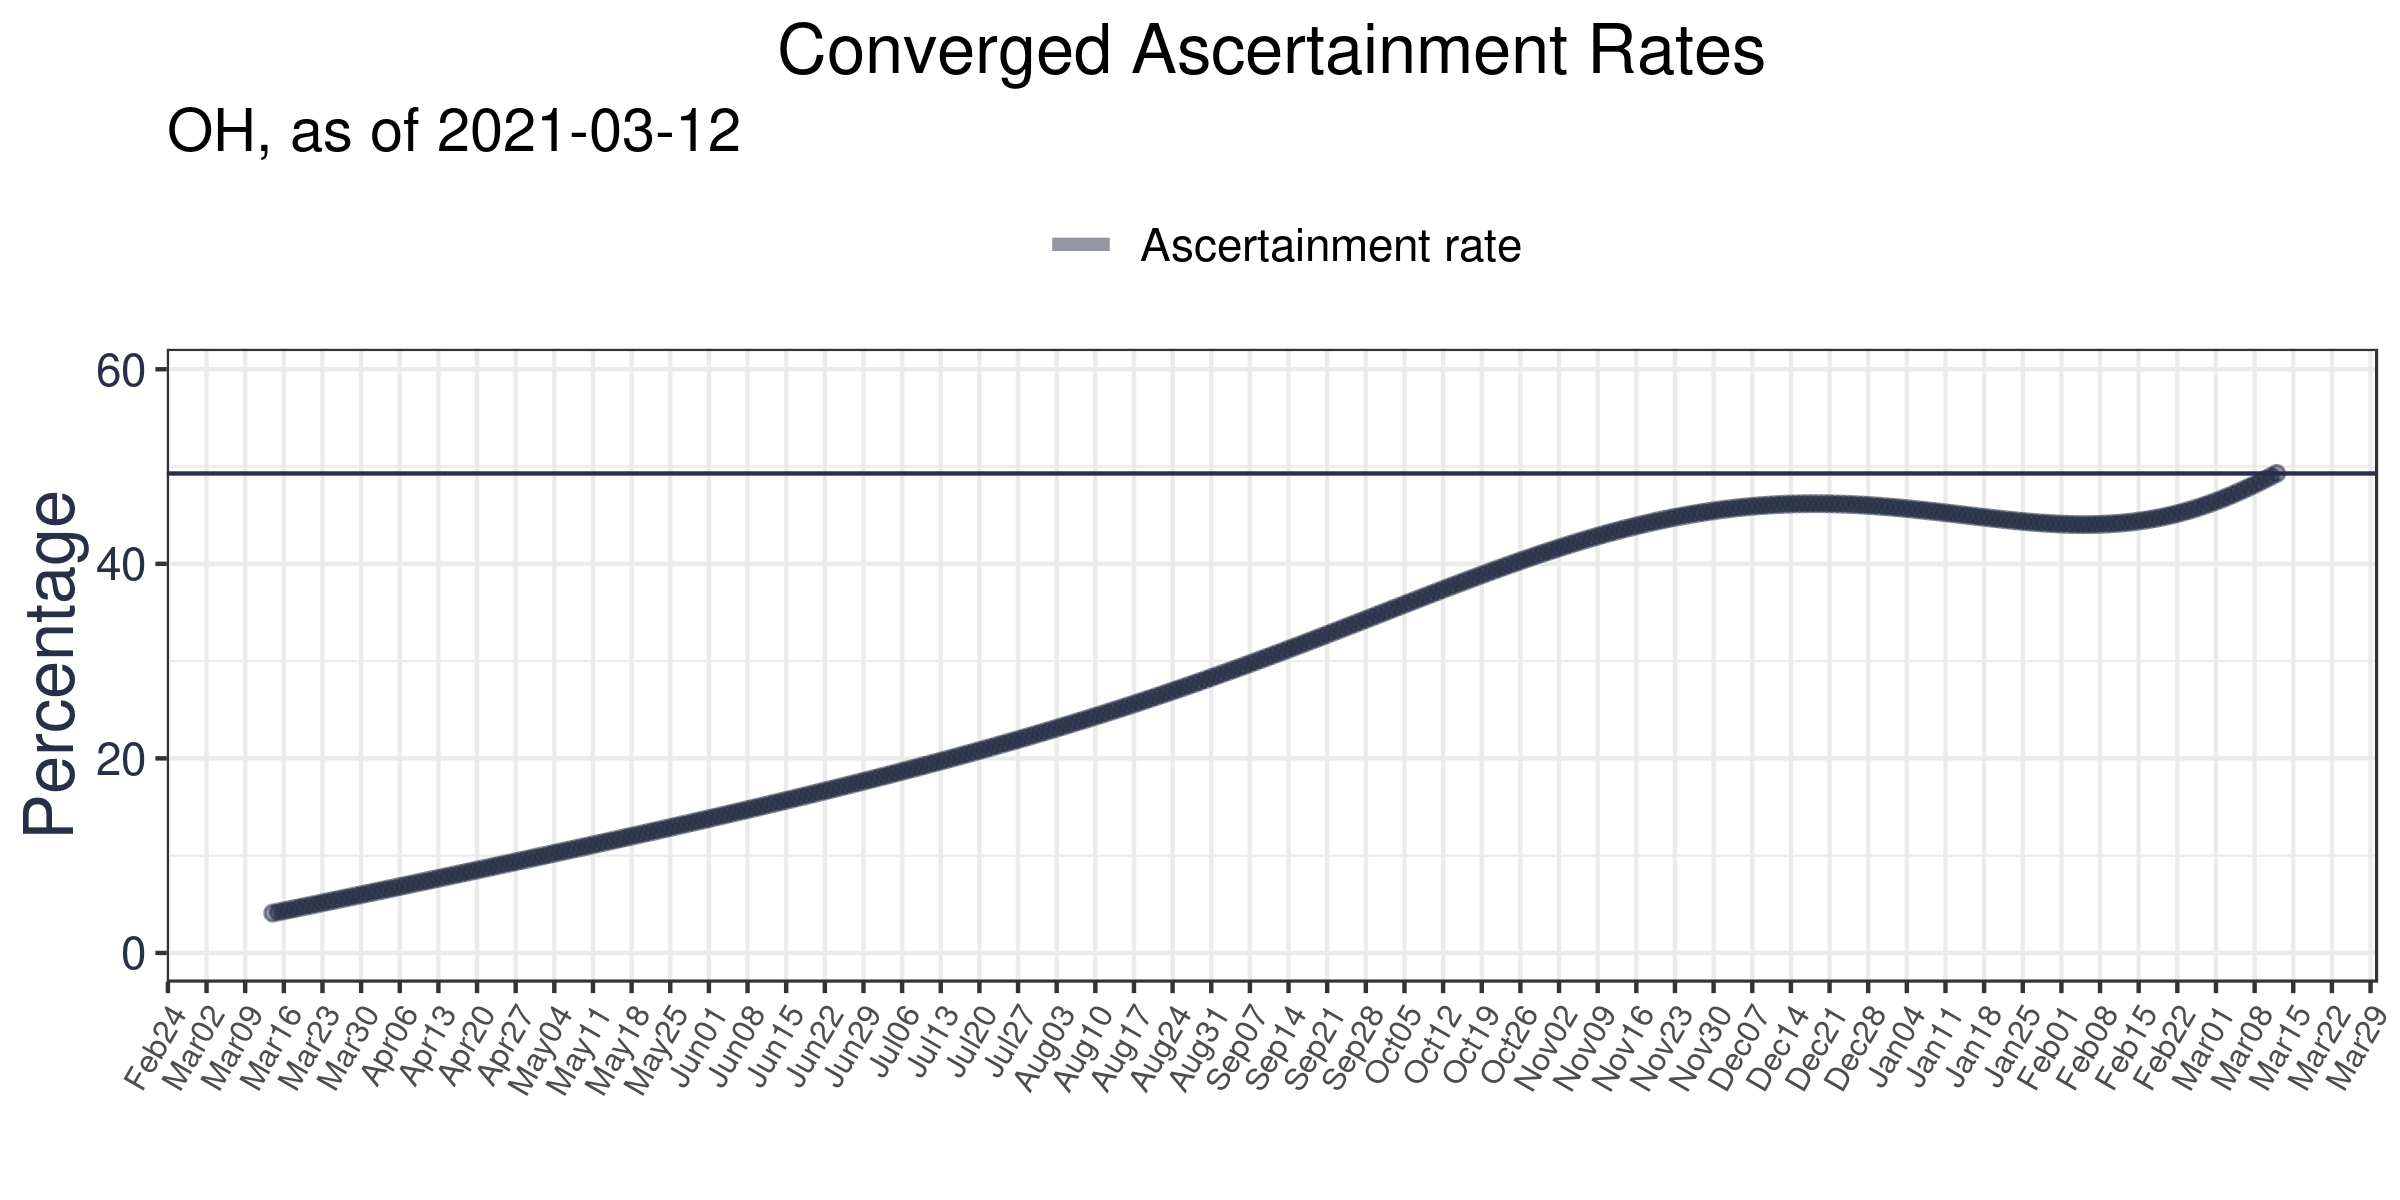 Converged Ascertainment Rates
OH, as of 2021-03-12
Ascertainment rate
Percentage
60
40
20
0
Feb24
Mar02
Mar09
Mar16
Mar23
Mar30
Apr06
Apr13
Apr20
Apr27
May04
May11
May18
May25
Jun01
Jun08
Jun15
Jun22
Jun29
Jul06
Jul13
Jul20
Jul27
Aug03
Aug10
Aug17
Aug24
Aug31
Sep07
Sep14
Sep21
Sep28
Oct05
Oct12
Oct19
Oct26
Nov02
Nov09
Nov16
Nov23
Nov30
Dec07
Dec14
Dec21
Dec28
Jan04
Jan11
Jan18
Jan25
Feb01
Feb08
Feb15
Feb22
Mar01
Mar08
Mar15
Mar22
Mar29